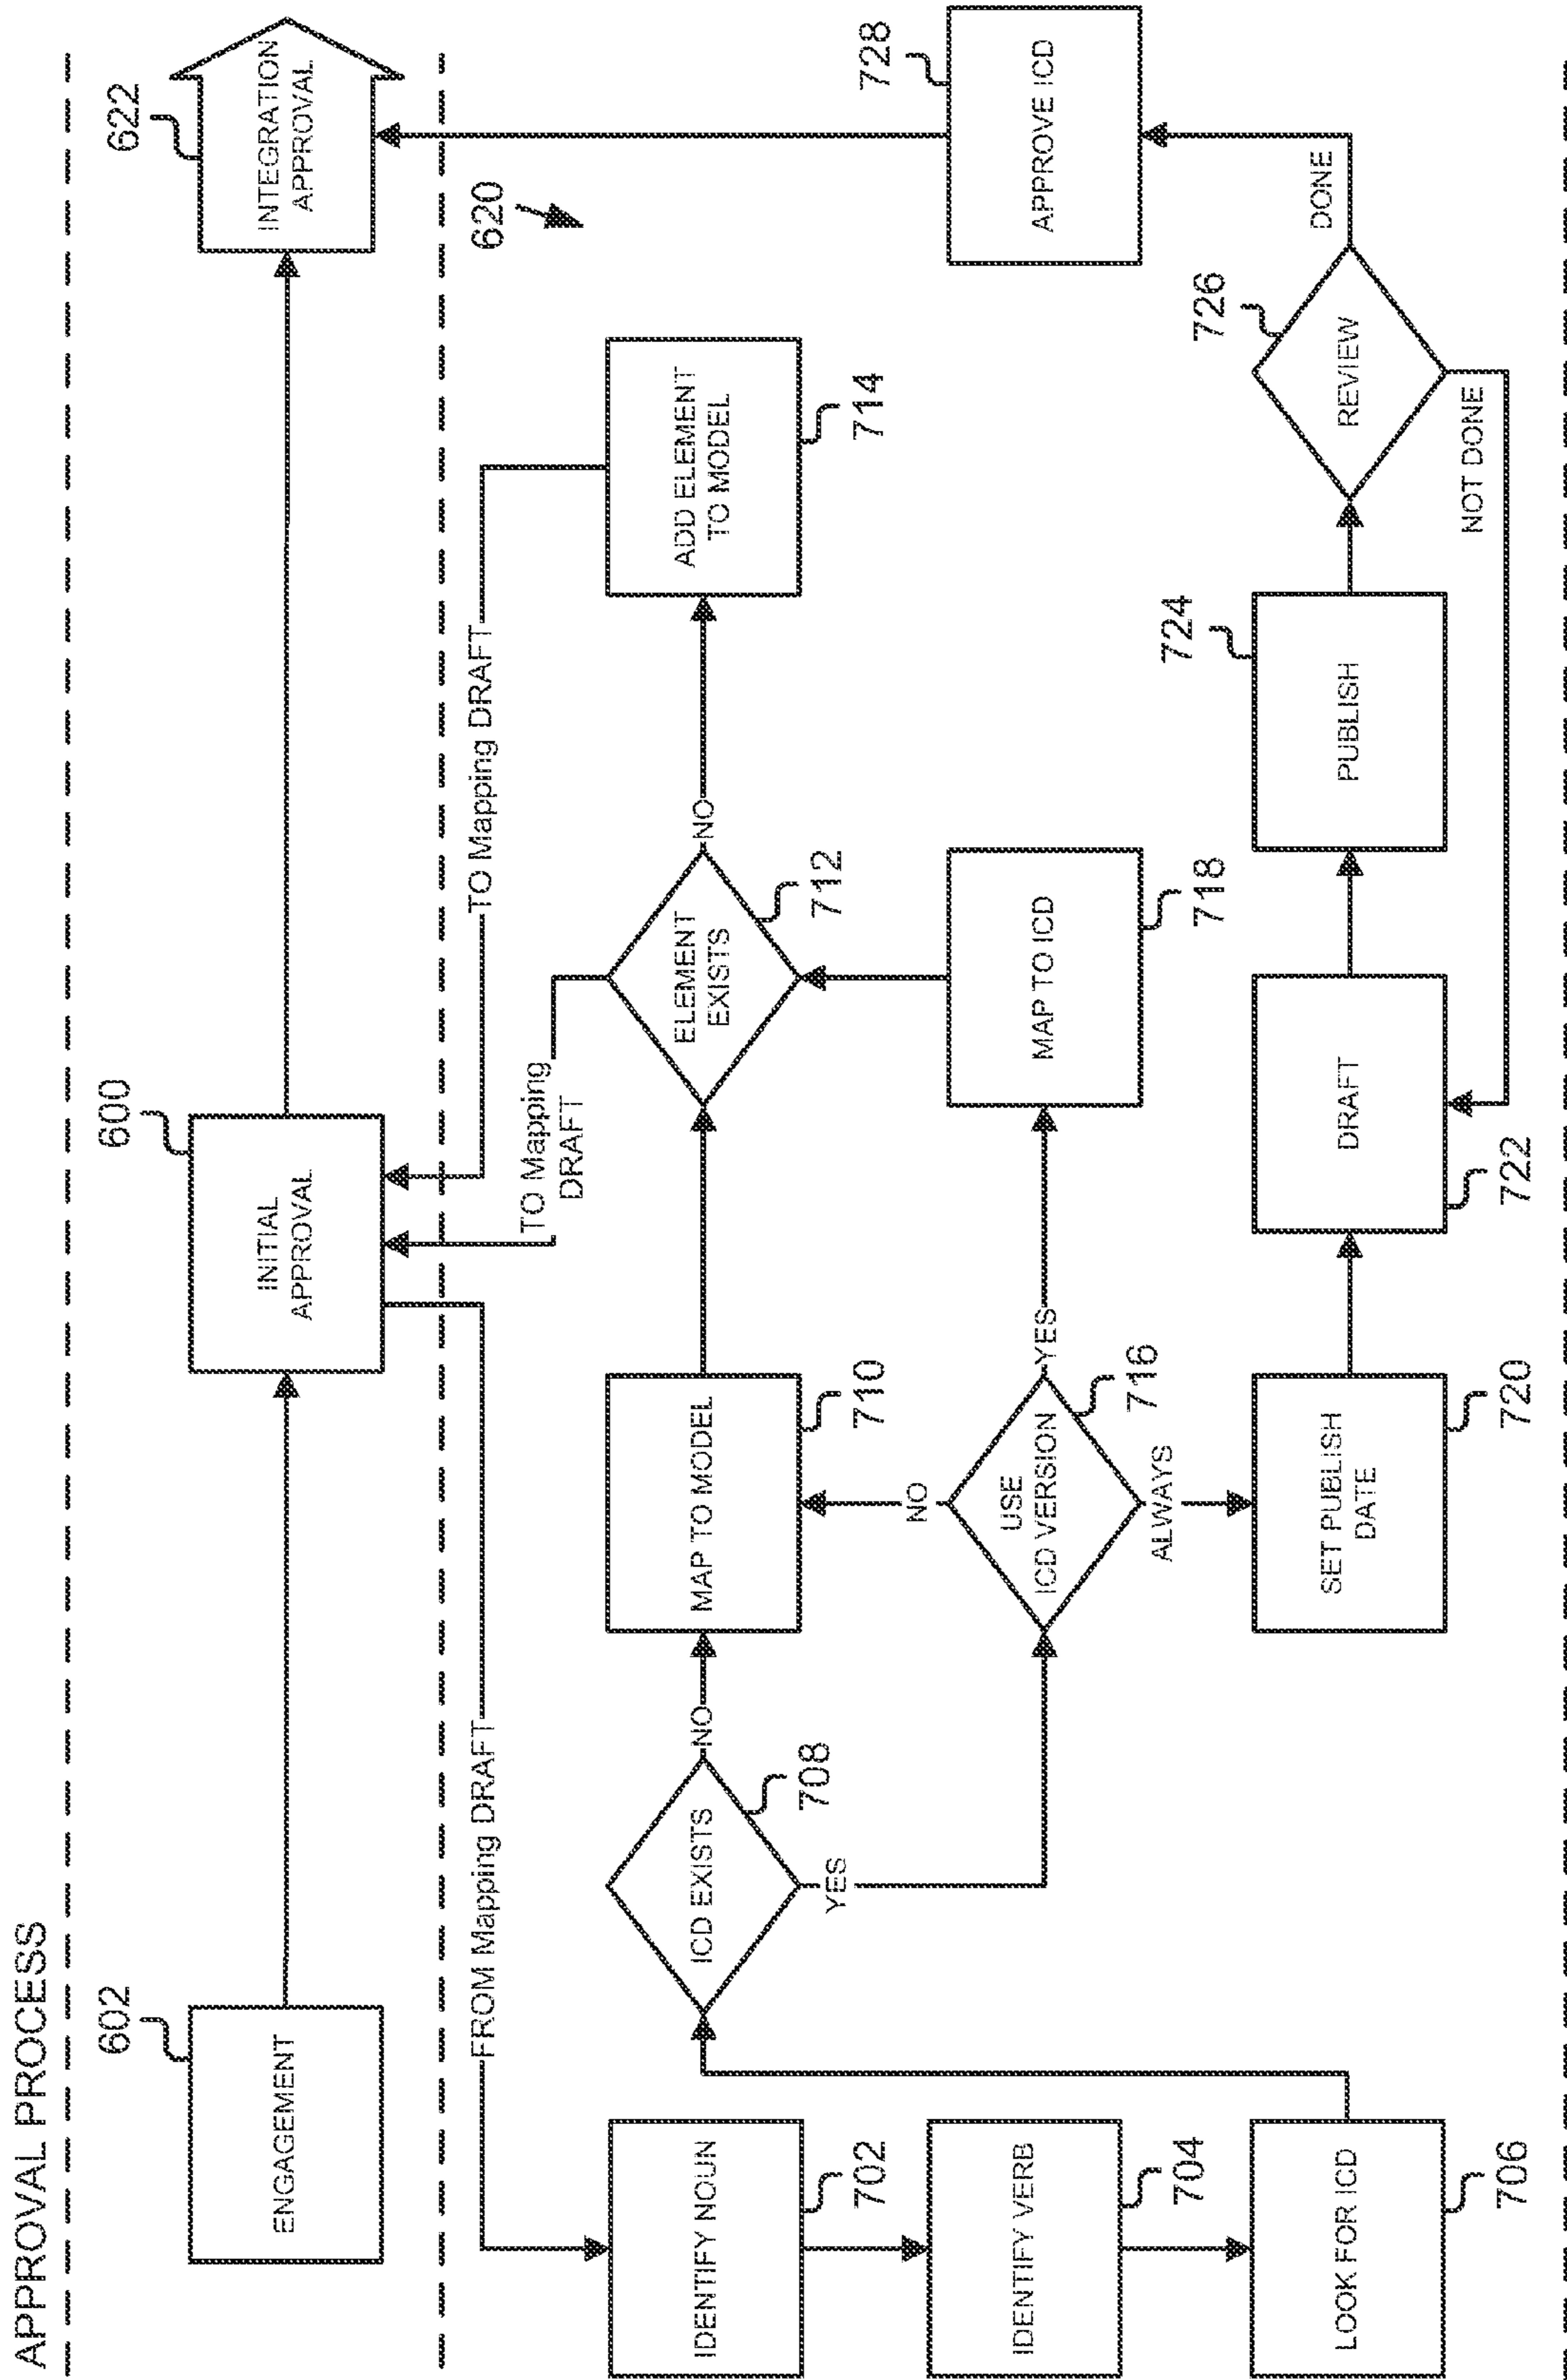 APPROVAL PROCESS
602
ENGAGEMENT
600
INITIAL
APPROVAL
622
INTEGRATION
APPROVAL
FROM Mapping DRAFT
TO Mapping
DRAFT
TO Mapping DRAFT
620
IDENTIFY NOUN
702
IDENTIFY VERB
704
LOOK FOR ICD
706
ICD EXISTS
708
NO
YES
MAP TO MODEL
710
ELEMENT
EXISTS
712
NO
ADD ELEMENT
TO MODEL
714
NO
USE
ICD VERSION
716
YES
ALWAYS
MAP TO ICD
718
SET PUBLISH
DATE
720
DRAFT
722
PUBLISH
724
REVIEW
726
DONE
NOT DONE
APPROVE ICD
728